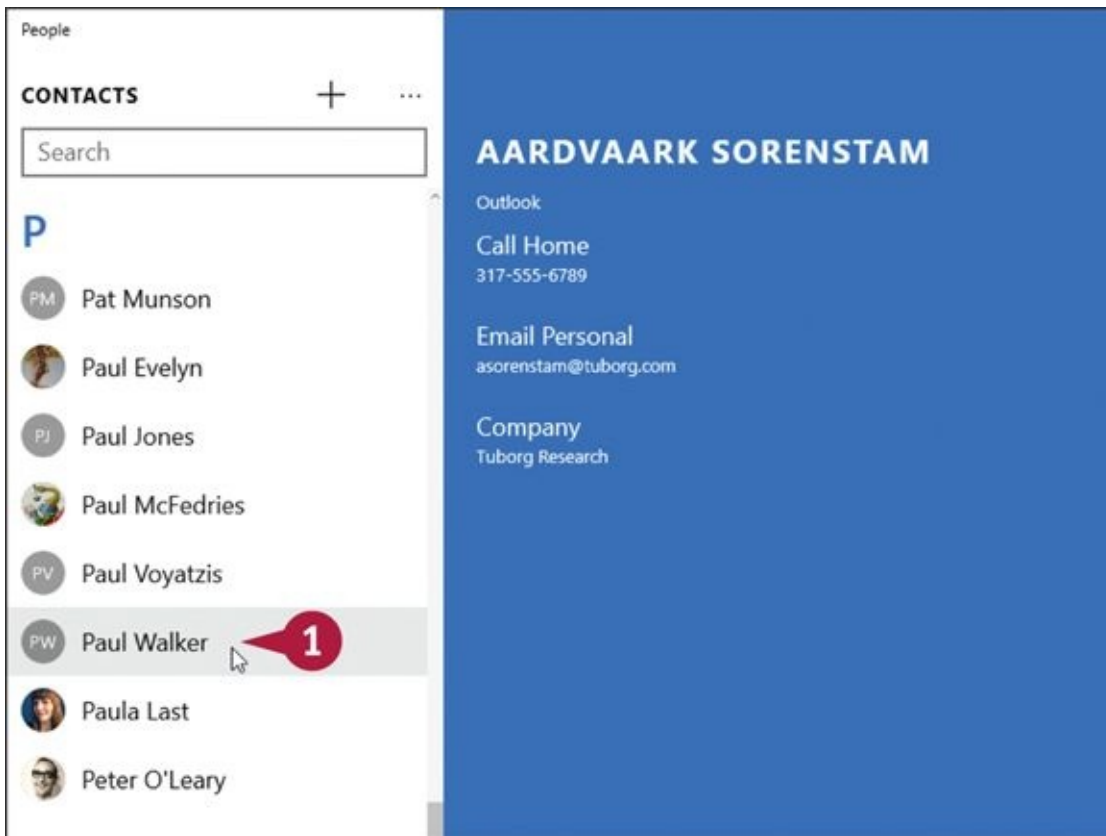 People
CONTACTS
Search
P
PM Pat Munson
Paul Evelyn
PJ Paul Jones
Paul McFedries
PV Paul Voyatzis
PW Paul Walker 1
Paula Last
Peter O'Leary
AARDVAARK SORENSTAM
Outlook
Call Home
317-555-6789
Email Personal
asorenstam@tuborg.com
Company
Tuborg Research